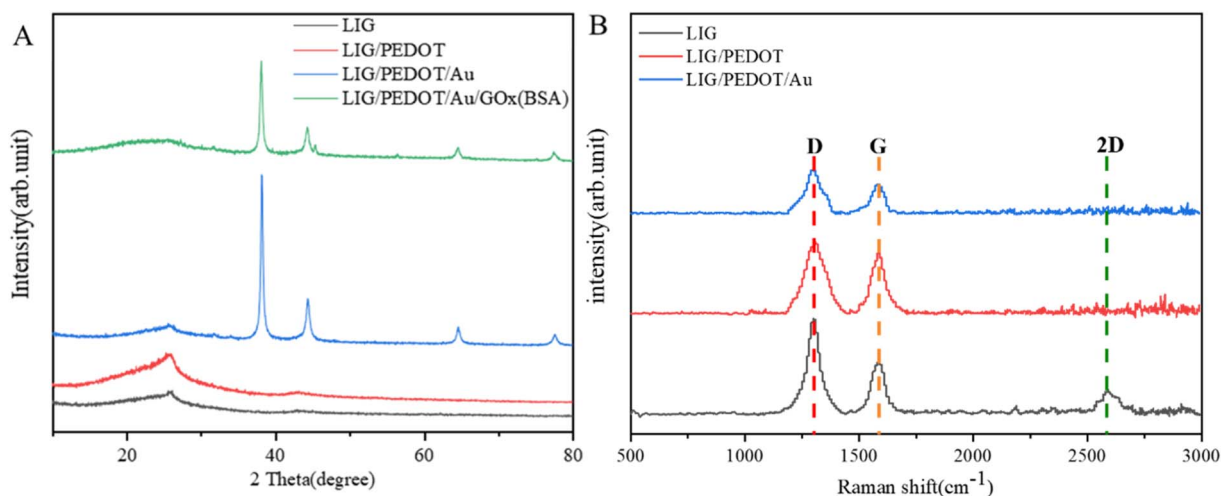 A
LIG
LIG/PEDOT
LIG/PEDOT/Au
LIG/PEDOT/Au/GOx(BSA)
Intensity(arb.unit)
20
40
60
80
2 Theta(degree)
B
LIG
LIG/PEDOT
LIG/PEDOT/Au
D
G
2D
intensity(arb.unit)
500
1000
1500
2000
2500
3000
Raman shift(cm-1)